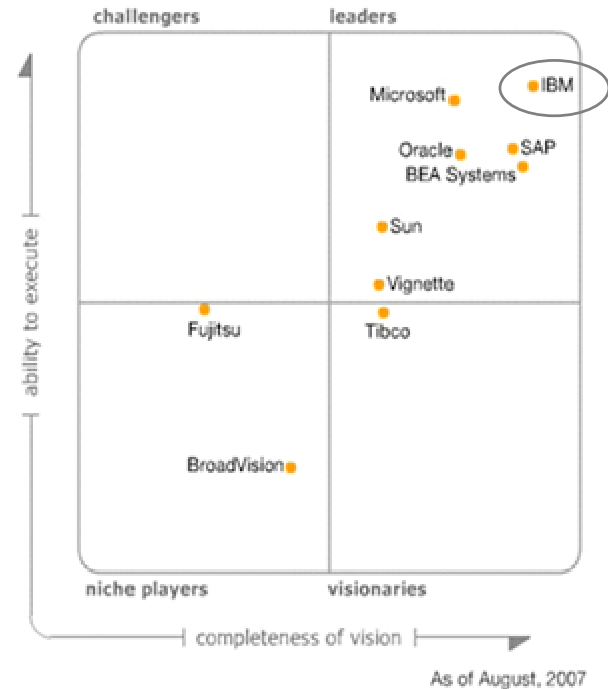 challengers
leaders
IBM
Microsoft
Oracle
SAP
BEA Systems
Sun
Vignette
Fujitsu
Tibco
BroadVision
ability to execute
niche players
visionaries
completeness of vision
As of August, 2007